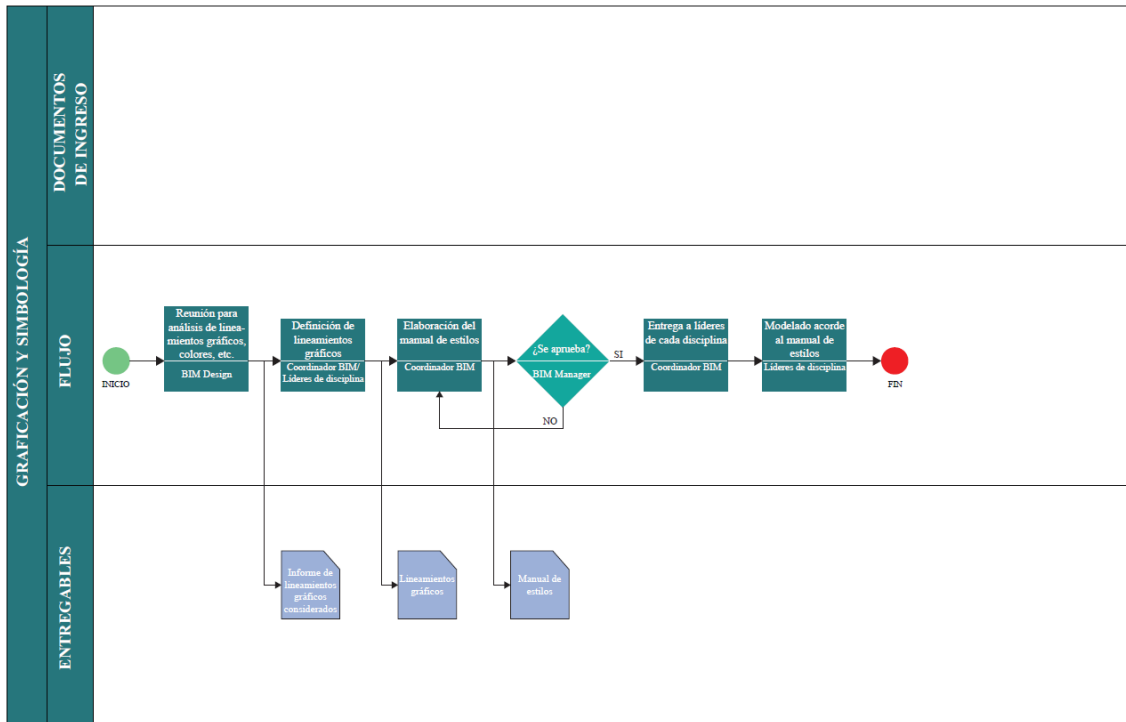 GRAFICACIÓN Y SIMBOLOGÍA
DOCUMENTOS
DE INGRESO
FLUJO
INICIO
Reunión para
análisis de linea-
mientos gráficos,
colores, etc.
BIM Design
Definición de
lineamientos
gráficos
Coordinador BIM/
Líderes de disciplina
Elaboración del
manual de estilos
Coordinador BIM
¿Se aprueba?
BIM Manager
SI
NO
Entrega a líderes
de cada disciplina
Coordinador BIM
Modelado acorde
al manual de
estilos
Líderes de disciplina
FIN
ENTREGABLES
Informe de
lineamientos
gráficos
considerados
Lineamientos
gráficos
Manual de
estilos